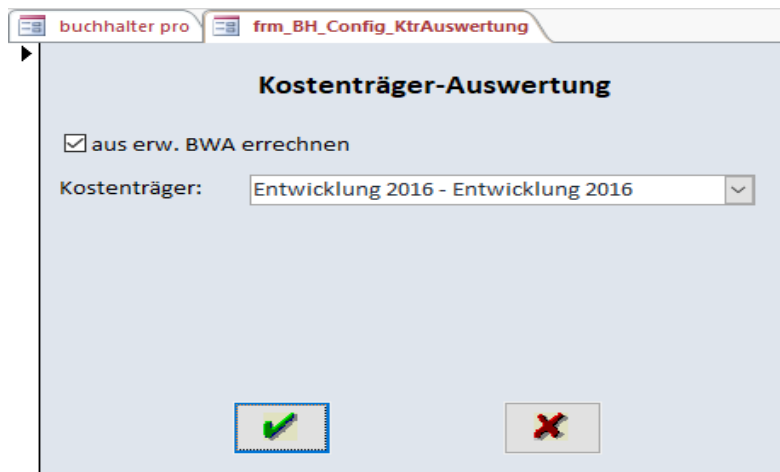 buchhalter pro frm_BH_Config_KtrAuswertung
Kostenträger-Auswertung
aus erw. BWA errechnen
Kostenträger: Entwicklung 2016 - Entwicklung 2016